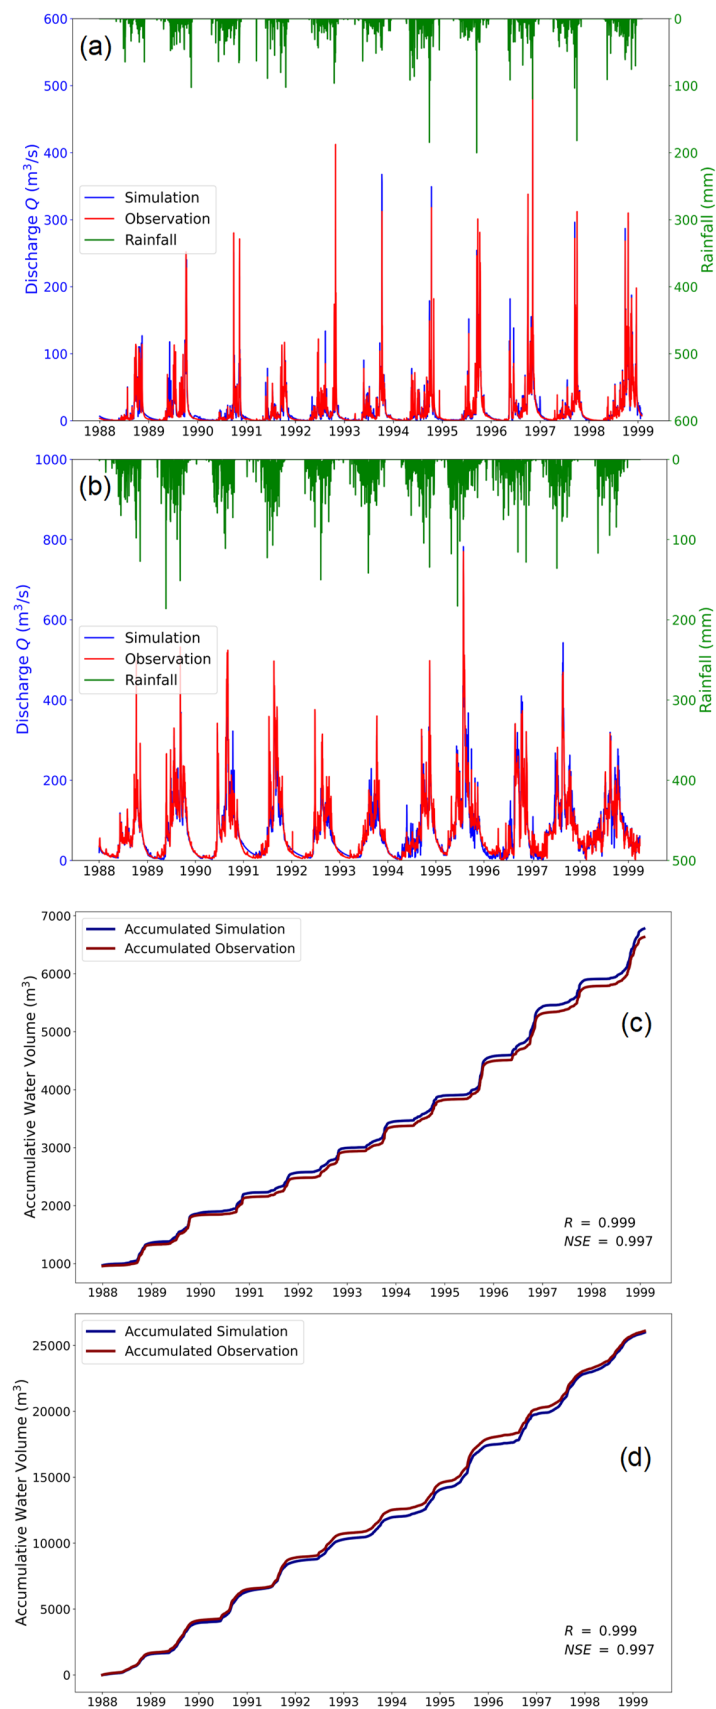 (a)
600
500
400
300
200
100
0
Discharge Q (m³/s)
Simulation
Observation
Rainfall
0
100
200
300
400
500
600
Rainfall (mm)
1988 1989 1990 1991 1992 1993 1994 1995 1996 1997 1998 1999
(b)
1000
800
600
400
200
0
Discharge Q (m³/s)
Simulation
Observation
Rainfall
0
100
200
300
400
500
Rainfall (mm)
1988 1989 1990 1991 1992 1993 1994 1995 1996 1997 1998 1999
7000
6000
5000
4000
3000
2000
1000
Accumulative Water Volume (m³)
Accumulated Simulation
Accumulated Observation
(c)
R = 0.999
NSE = 0.997
1988 1989 1990 1991 1992 1993 1994 1995 1996 1997 1998 1999
25000
20000
15000
10000
5000
0
Accumulative Water Volume (m³)
Accumulated Simulation
Accumulated Observation
(d)
R = 0.999
NSE = 0.997
1988 1989 1990 1991 1992 1993 1994 1995 1996 1997 1998 1999